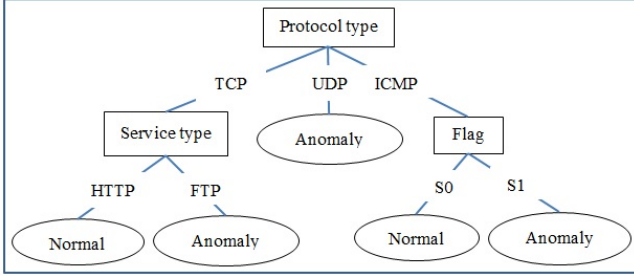 Protocol type
TCP UDP ICMP
Service type Anomaly Flag
HTTP FTP S0 S1
Normal Anomaly Normal Anomaly